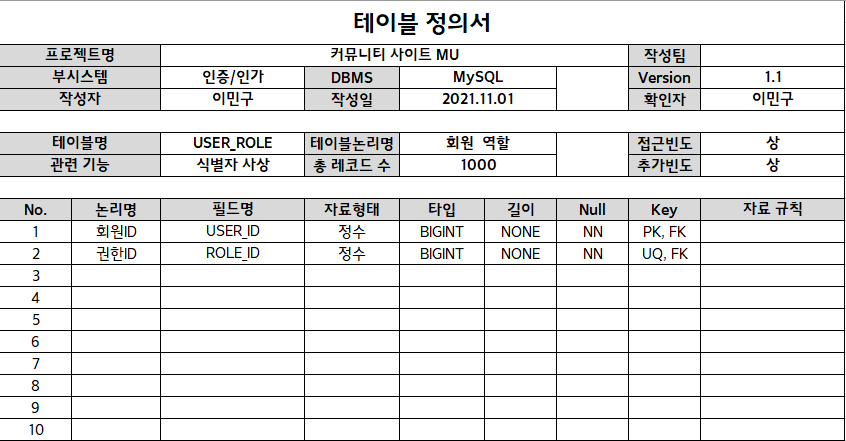 테이블 정의서
프로젝트명 커뮤니티 사이트 MU 작성팀
부시스템 인증/인가 DBMS MySQL Version 1.1
작성자 이민구 작성일 2021.11.01 확인자 이민구
테이블명 USER_ROLE 테이블논리명 회원 역할 접근빈도 상
관련 기능 식별자 사상 총 레코드 수 1000 추가빈도 상
No. 논리명 필드명 자료형태 타입 길이 Null Key 자료 규칙
1 회원ID USER_ID 정수 BIGINT NONE NN PK, FK
2 권한ID ROLE_ID 정수 BIGINT NONE NN UQ, FK
3
4
5
6
7
8
9
10